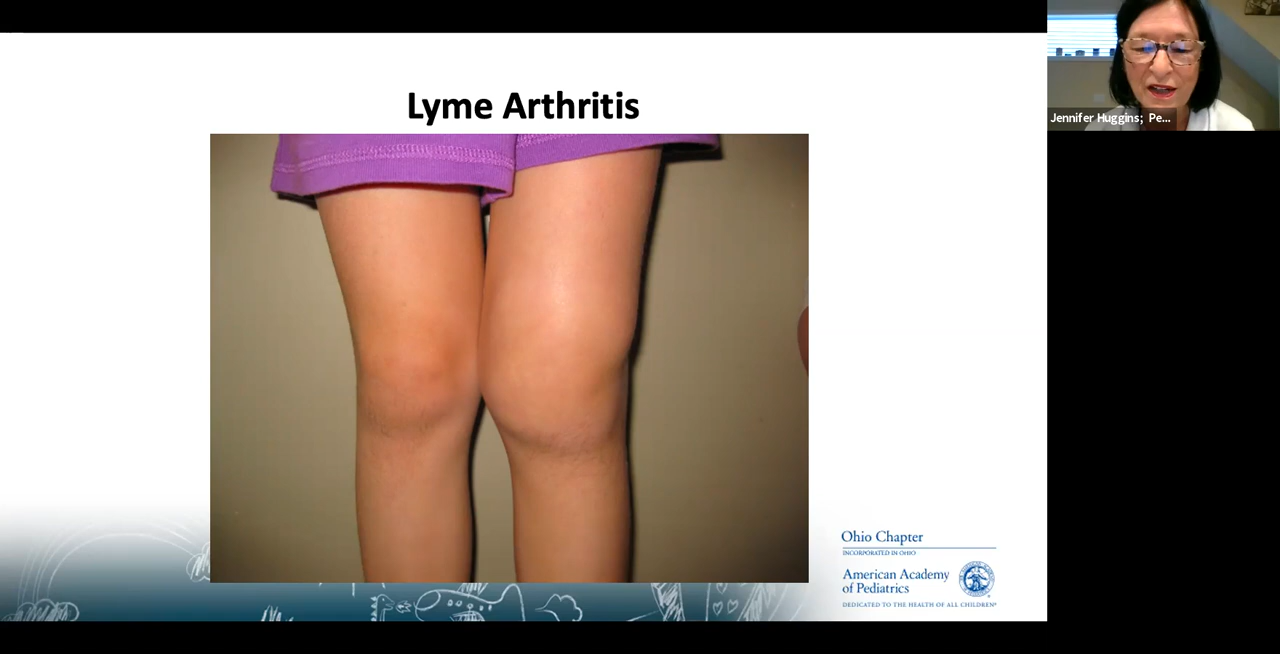 Lyme Arthritis
Jennifer Huggins; Pe...
Ohio Chapter
INCORPORATED IN OHIO
American Academy
of Pediatrics
DEDICATED TO THE HEALTH OF ALL CHILDREN®